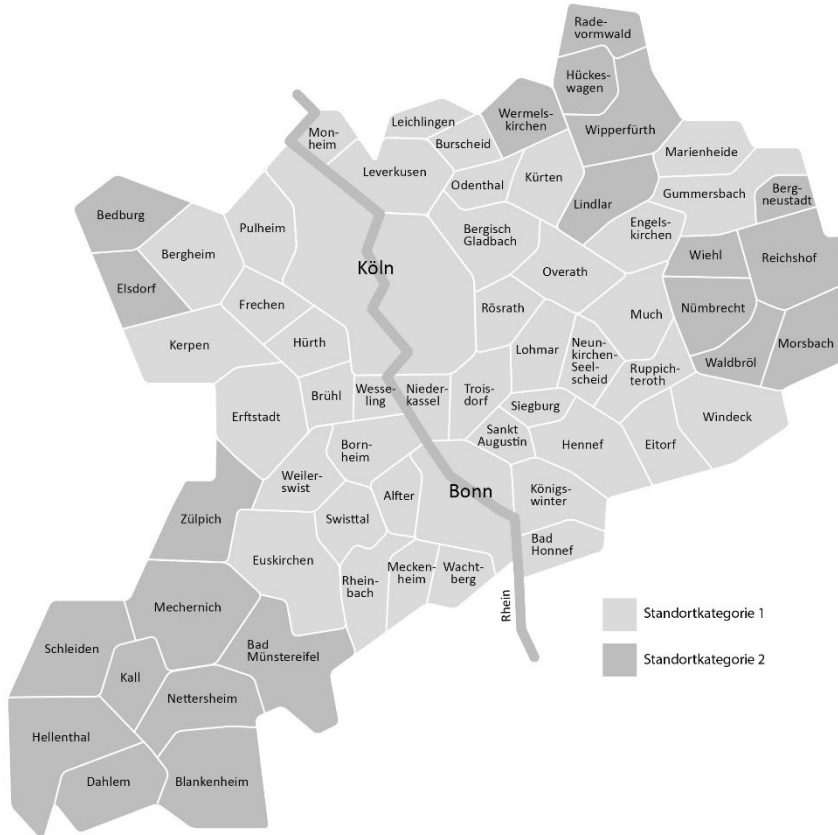 Rade-
vormwald
Hückes-
wagen
Wermels-
kirchen
Wipperfürth
Leichlingen
Mon-
heim
Burscheid
Marienheide
Leverkusen
Odenthal
Kürten
Lindlar
Gummersbach
Berg-
neustadt
Bedburg
Pulheim
Bergheim
Bergisch
Gladbach
Engels-
kirchen
Wiehl
Reichshof
Köln
Overath
Elsdorf
Frechen
Rösrath
Much
Nümbrecht
Kerpen
Hürth
Lohmar
Neun-
kirchen-
Seel-
scheid
Morsbach
Waldbröl
Ruppich-
teroth
Brühl
Wesse-
ling
Nieder-
kassel
Trois-
dorf
Siegburg
Erftstadt
Windeck
Sankt
Augustin
Born-
heim
Hennef
Eitorf
Weiler-
swist
Alfter
Bonn
Königs-
winter
Zülpich
Swisttal
Bad
Honnef
Euskirchen
Rhein-
bach
Mecken-
heim
Wacht-
berg
Rhein
Mechernich
Standortkategorie 1
Schleiden
Bad
Münstereifel
Standortkategorie 2
Kall
Nettersheim
Hellenthal
Dahlem
Blankenheim